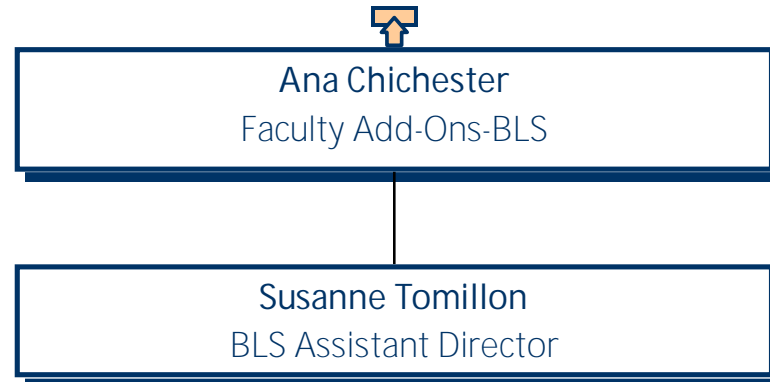 Ana Chichester
Faculty Add-Ons-BLS
Susanne Tomillon
BLS Assistant Director